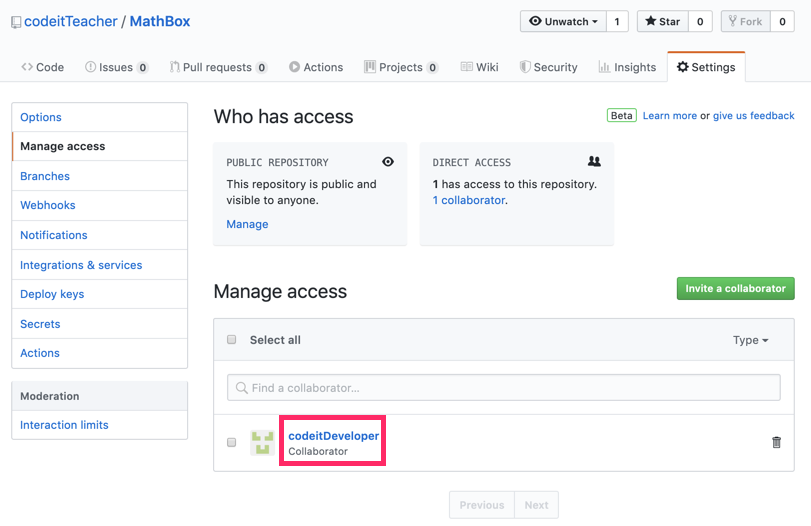 codeitTeacher / MathBox
Unwatch 1 Star 0 Fork 0
Code Issues 0 Pull requests 0 Actions Projects 0 Wiki Security Insights Settings
Options
Manage access
Branches
Webhooks
Notifications
Integrations & services
Deploy keys
Secrets
Actions
Moderation
Interaction limits
Who has access
Beta Learn more or give us feedback
PUBLIC REPOSITORY
This repository is public and
visible to anyone.
Manage
DIRECT ACCESS
1 has access to this repository.
1 collaborator.
Manage access
Invite a collaborator
Select all Type
Find a collaborator...
codeitDeveloper
Collaborator
Previous Next